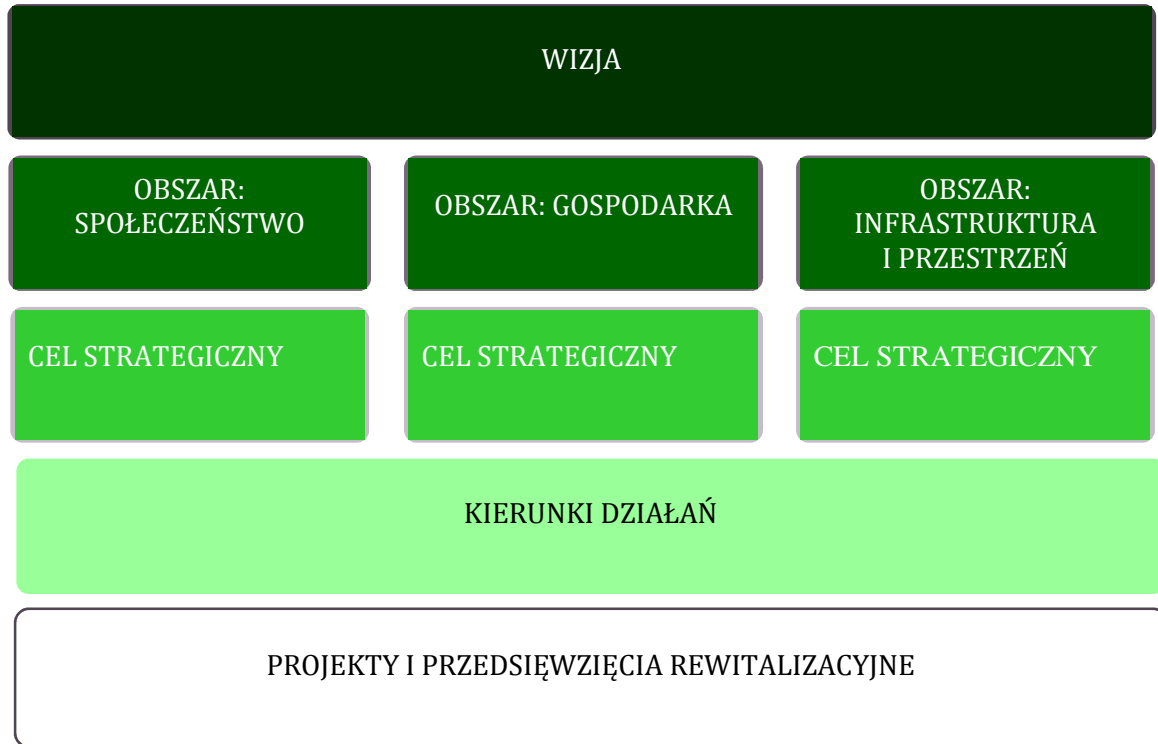 WIZJA
OBSZAR:
SPOŁECZEŃSTWO
OBSZAR: GOSPODARKA
OBSZAR:
INFRASTRUKTURA
I PRZESTRZEŃ
CEL STRATEGICZNY
CEL STRATEGICZNY
CEL STRATEGICZNY
KIERUNKI DZIAŁAŃ
PROJEKTY I PRZEDSIĘWZIĘCIA REWITALIZACYJNE